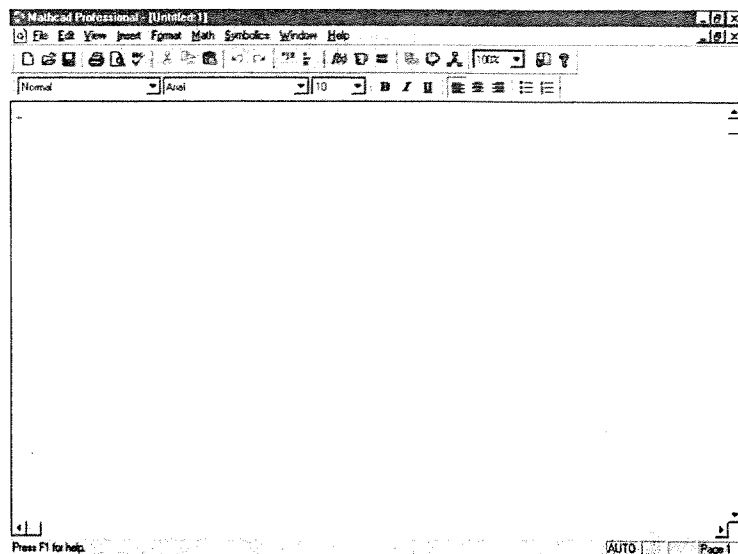 Mathcad Professional - [Untitled:1]
File Edit View Insert Format Math Symbolics Window Help
100%
Normal Arial 10 B I U
Press F1 for help. AUTO Page 1